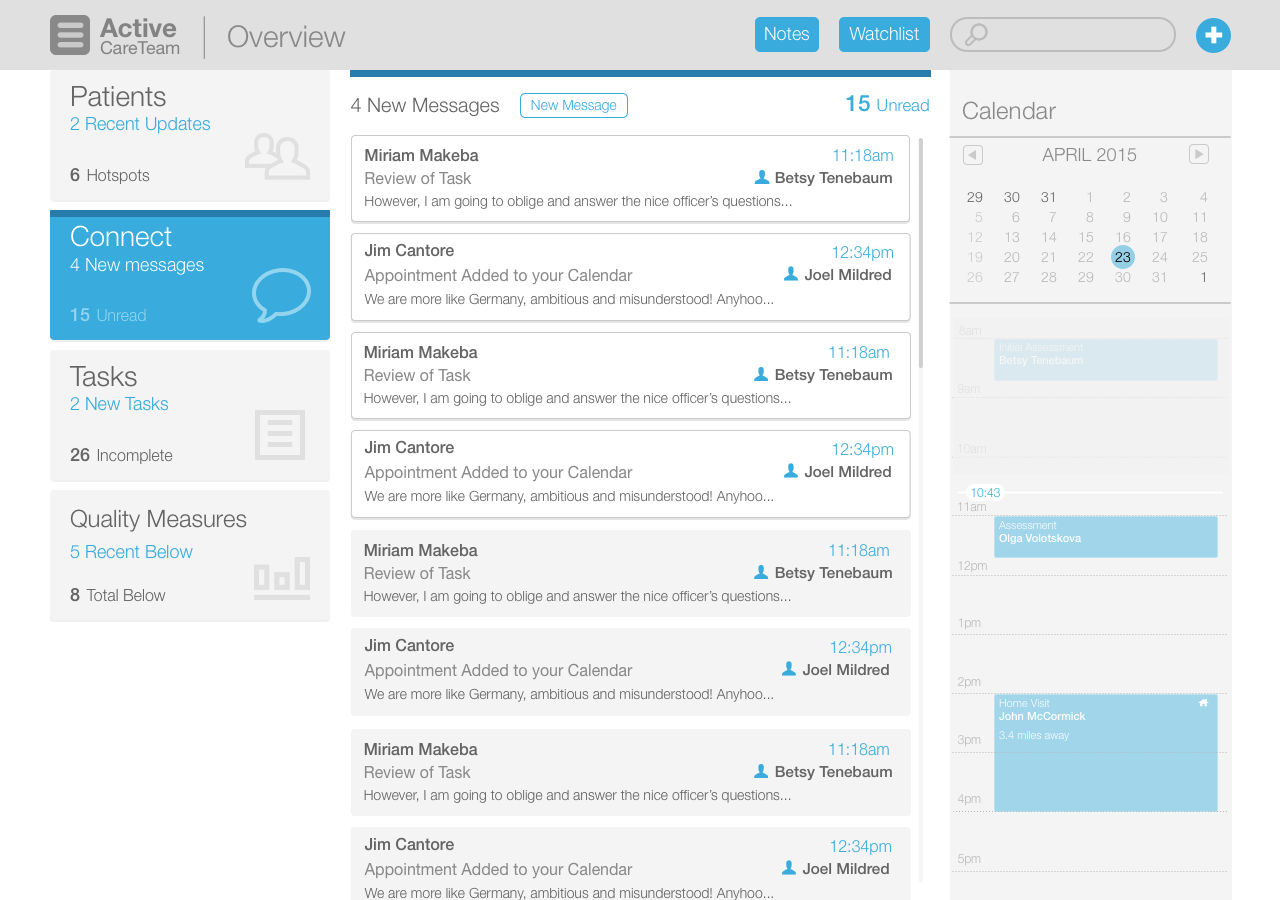 Active
CareTeam
Overview
Notes
Watchlist
Patients
2 Recent Updates
6 Hotspots
Connect
4 New messages
15 Unread
Tasks
2 New Tasks
26 Incomplete
Quality Measures
5 Recent Below
8 Total Below
4 New Messages
New Message
15 Unread
Miriam Makeba
11:18am
Review of Task
Betsy Tenebaum
However, I am going to oblige and answer the nice officer’s questions...
Jim Cantore
12:34pm
Appointment Added to your Calendar
Joel Mildred
We are more like Germany, ambitious and misunderstood! Anyhoo...
Miriam Makeba
11:18am
Review of Task
Betsy Tenebaum
However, I am going to oblige and answer the nice officer’s questions...
Jim Cantore
12:34pm
Appointment Added to your Calendar
Joel Mildred
We are more like Germany, ambitious and misunderstood! Anyhoo...
Miriam Makeba
11:18am
Review of Task
Betsy Tenebaum
However, I am going to oblige and answer the nice officer’s questions...
Jim Cantore
12:34pm
Appointment Added to your Calendar
Joel Mildred
We are more like Germany, ambitious and misunderstood! Anyhoo...
Miriam Makeba
11:18am
Review of Task
Betsy Tenebaum
However, I am going to oblige and answer the nice officer’s questions...
Jim Cantore
12:34pm
Appointment Added to your Calendar
Joel Mildred
We are more like Germany, ambitious and misunderstood! Anyhoo...
Calendar
APRIL 2015
29 30 31 1 2 3 4
5 6 7 8 9 10 11
12 13 14 15 16 17 18
19 20 21 22 23 24 25
26 27 28 29 30 31 1
8am
Initial Assessment
Betsy Tenebaum
9am
10am
10:43
11am
Assessment
Olga Volotskova
12pm
1pm
2pm
Home Visit
John McCormick
3.4 miles away
3pm
4pm
5pm